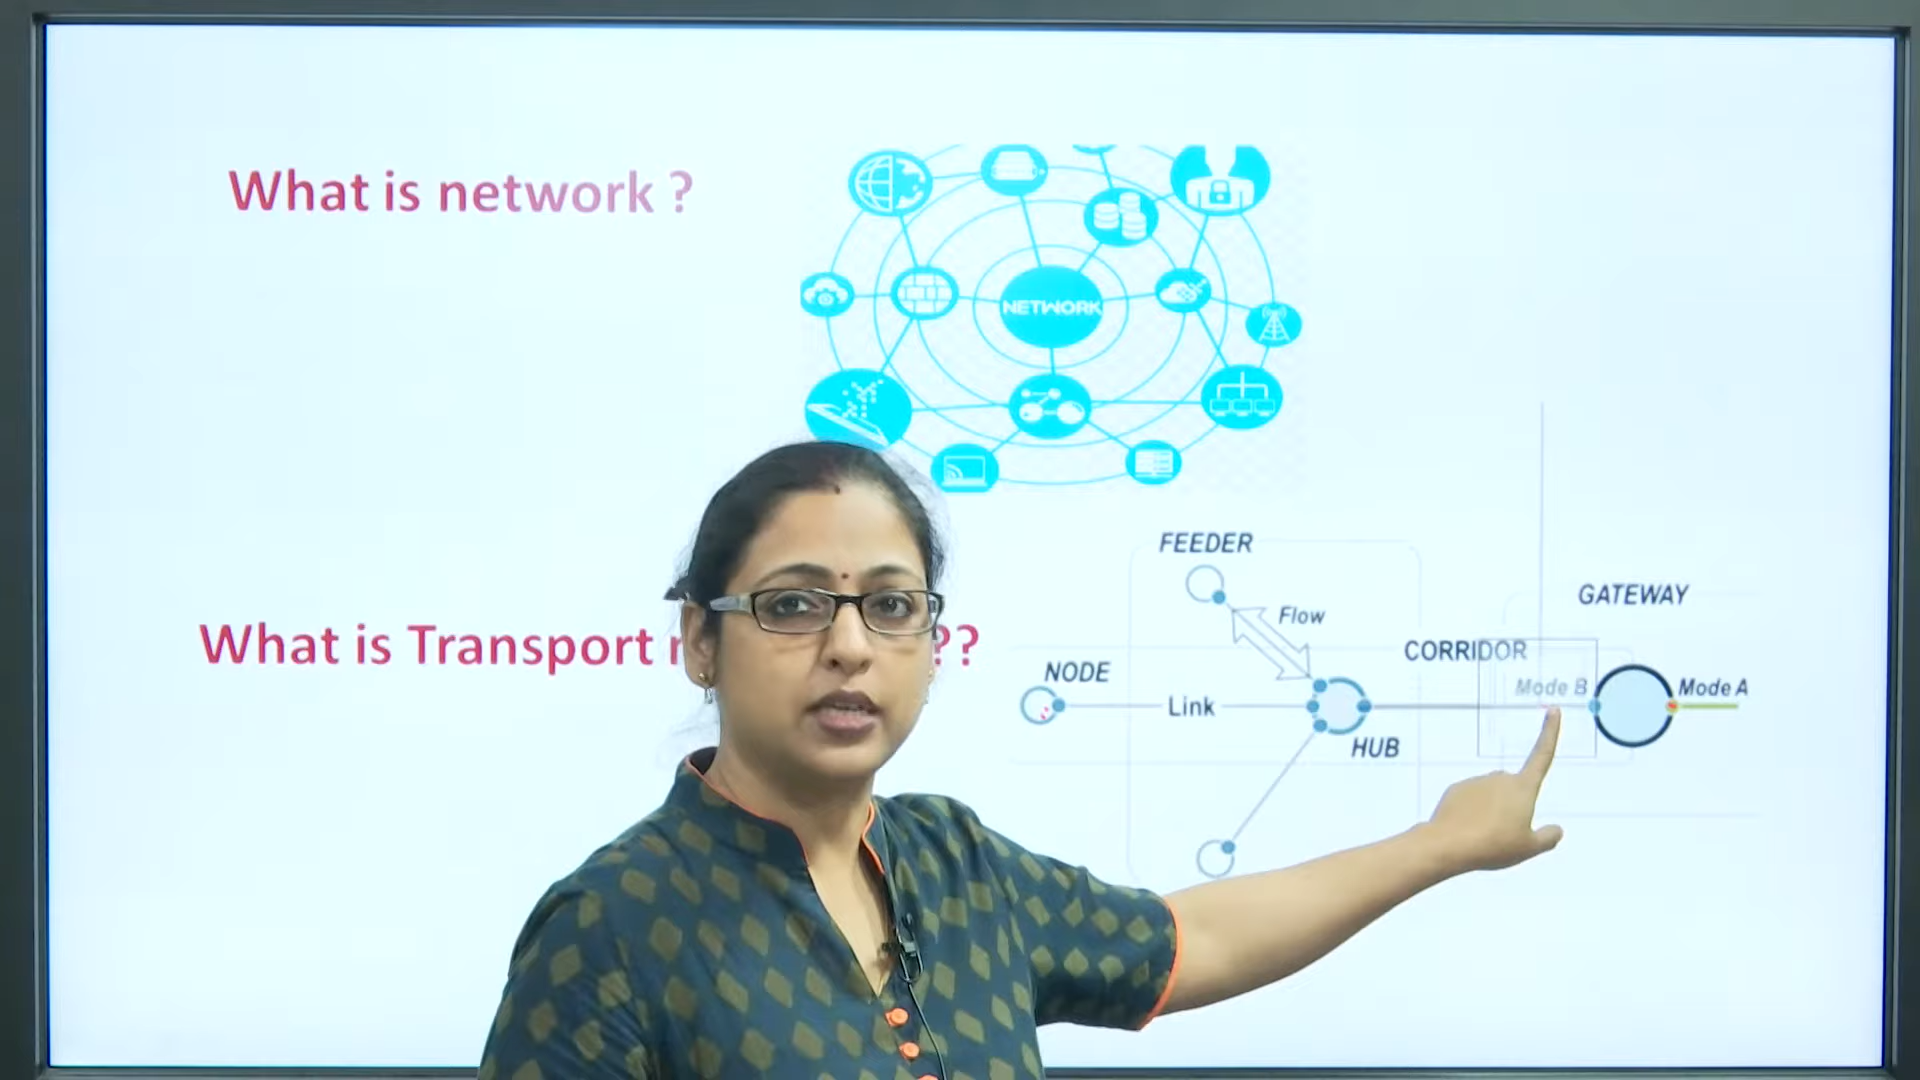 What is network ?
NETWORK
What is Transport
??
FEEDER
Flow
GATEWAY
CORRIDOR
NODE
Mode B
Mode A
Link
HUB